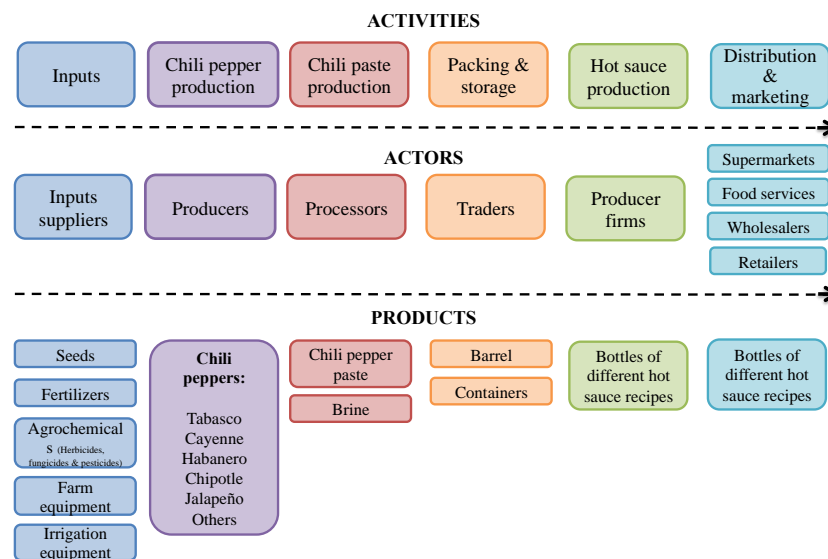 ACTIVITIES
Inputs
Chili pepper
production
Chili paste
production
Packing &
storage
Hot sauce
production
Distribution
&
marketing
ACTORS
Inputs
suppliers
Producers
Processors
Traders
Producer
firms
Supermarkets
Food services
Wholesalers
Retailers
PRODUCTS
Seeds
Fertilizers
Agrochemical
s (Herbicides,
fungicides & pesticides)
Farm
equipment
Irrigation
equipment
Chili
peppers:
Tabasco
Cayenne
Habanero
Chipotle
Jalapeño
Others
Chili pepper
paste
Brine
Barrel
Containers
Bottles of
different hot
sauce recipes
Bottles of
different hot
sauce recipes